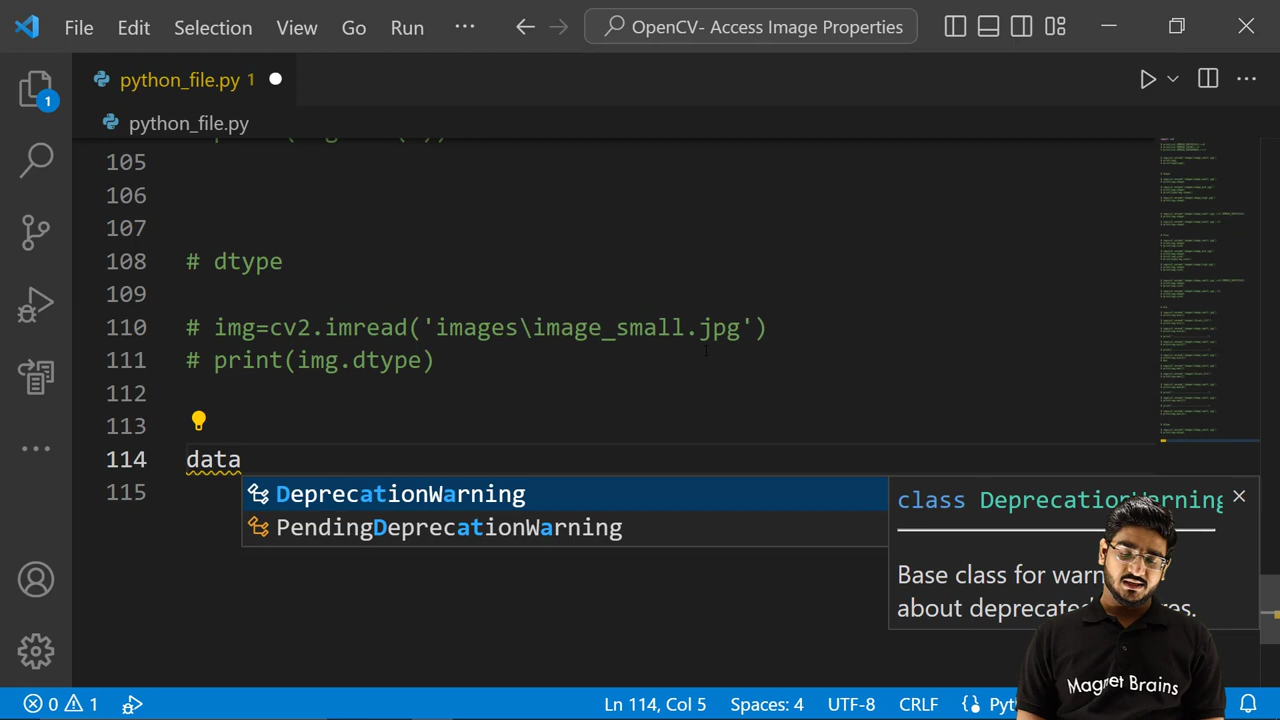 File Edit Selection View Go Run ··· OpenCV- Access Image Properties
python_file.py 1
1 python_file.py
105
106
107
108 # dtype
109
110 # img=cv2.imread('images\image_small.jpg')
111 # print(img.dtype)
112
113
114 data
115
DeprecationWarning
PendingDeprecationWarning
class DeprecationWarning
Base class for
about deprecated
Magnet Brains
0 1 Ln 114, Col 5 Spaces: 4 UTF-8 CRLF